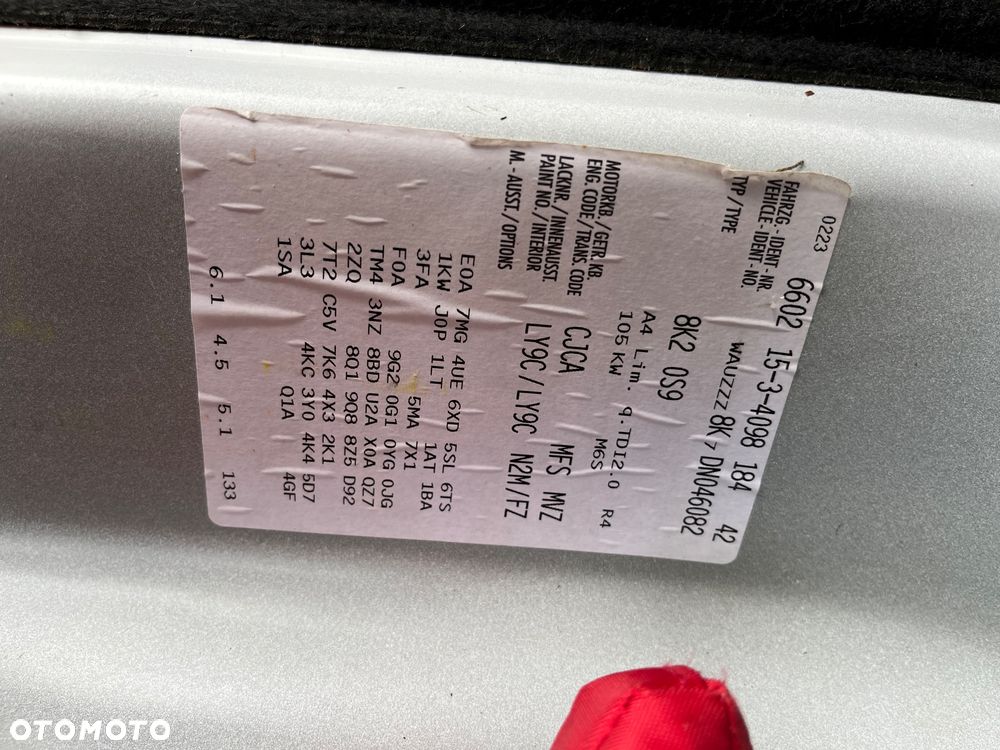 0223 6602 15-3-4098 184 42
FAHRZG.-IDENT-NR.
VEHICLE-IDENT-NO. WAUZZZ8K7DN046082
TYP/TYPE 8K2 0S9
A4 Lim. q.TDI2.0 R4
105 KW M6S
MOTORKB./GETR.KB.
ENG.CODE/TRANS.CODE CJCA MFS MVZ
LACKNR./INNENAUSST.
PAINT NO./INTERIOR LY9C/LY9C N2M/FZ
M.-AUSST./OPTIONS
E0A 7MG 4UE 6XD 5SL 6TS
1KW J0P 1LT 1AT 1BA
3FA 5MA 7X1
F0A 9G2 0G1 0YG 0JG
TM4 3NZ 8BD U2A X0A QZ7
2ZQ 8Q1 9Q8 8Z5 D92
7T2 C5V 7K6 4X3 2K1
3L3 4KC 3Y0 4K4 5D7
1SA Q1A 4GF
6.1 4.5 5.1 133
OTOMOTO